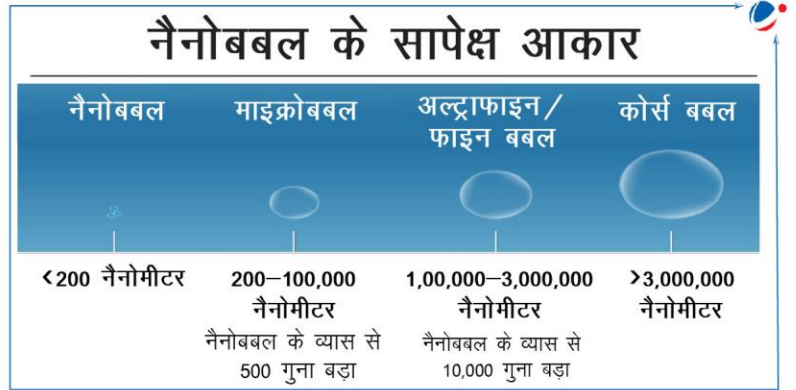 नैनोबबल के सापेक्ष आकार
नैनोबबल
माइक्रोबबल
अल्ट्राफाइन/
फाइन बबल
कोर्स बबल
<200 नैनोमीटर
200–100,000
नैनोमीटर
नैनोबबल के व्यास से
500 गुना बड़ा
1,00,000–3,000,000
नैनोमीटर
नैनोबबल के व्यास से
10,000 गुना बड़ा
>3,000,000
नैनोमीटर